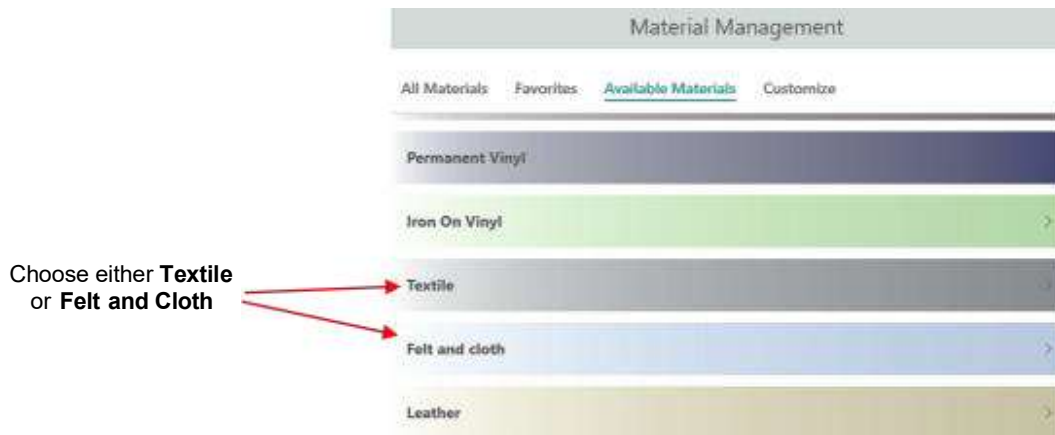 Material Management
All Materials Favorites Available Materials Customize
Permanent Vinyl
Iron On Vinyl
Choose either Textile
or Felt and Cloth
Textile
Felt and cloth
Leather